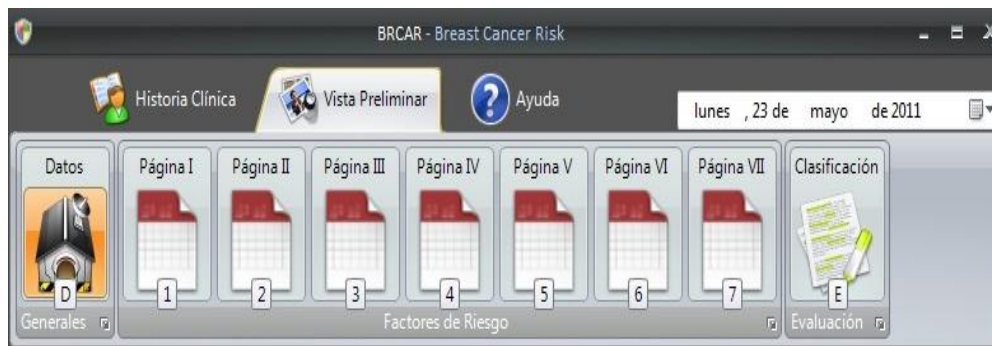 BRCAR - Breast Cancer Risk
Historia Clínica
Vista Preliminar
Ayuda
lunes , 23 de mayo de 2011
Datos
Página I
Página II
Página III
Página IV
Página V
Página VI
Página VII
Clasificación
D
1
2
3
4
5
6
7
E
Generales
Factores de Riesgo
Evaluación